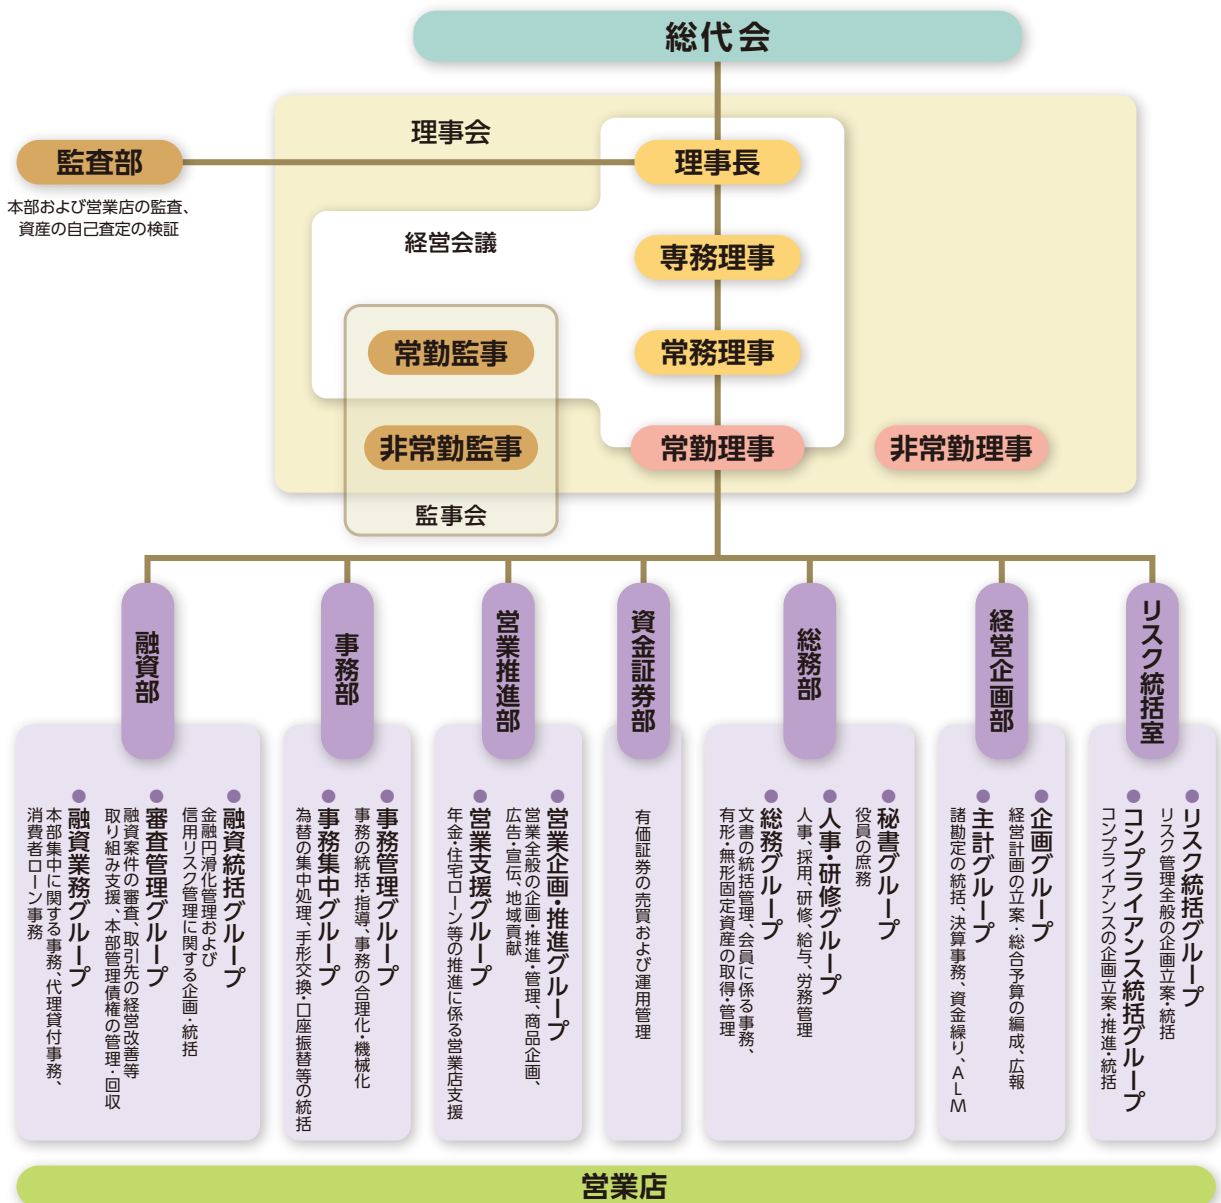 総代会
理事会
監査部
本部および営業店の監査、
資産の自己査定の検証
理事長
経営会議
専務理事
常勤監事
常務理事
非常勤監事
常勤理事
非常勤理事
監事会
リスク統括室
リスク統括グループ
リスク管理全般の企画立案・統括
コンプライアンス統括グループ
コンプライアンスの企画立案・推進・統括
経営企画部
企画グループ
経営計画の立案・総合予算の編成、広報
主計グループ
諸勘定の統括、決算事務、資金繰り、ALM
総務部
秘書グループ
役員の庶務
人事・研修グループ
人事、採用、研修、給与、労務管理
総務グループ
文書の統括管理、会員に係る事務、
有形・無形固定資産の取得・管理
資金証券部
有価証券の売買および運用管理
営業推進部
営業企画・推進グループ
営業全般の企画・推進・管理、商品企画、
広告・宣伝、地域貢献
営業支援グループ
年金・住宅ローン等の推進に係る営業店支援
事務部
事務管理グループ
事務の統括・指導、事務の合理化・機械化
事務集中グループ
為替の集中処理、手形交換・口座振替等の統括
融資部
融資統括グループ
金融円滑化管理および
信用リスク管理に関する企画・統括
審査管理グループ
融資案件の審査、取引先の経営改善等
取り組み支援、本部管理債権の管理・回収
融資業務グループ
本部集中に関する事務、代理貸付事務、
消費者ローン事務
営業店